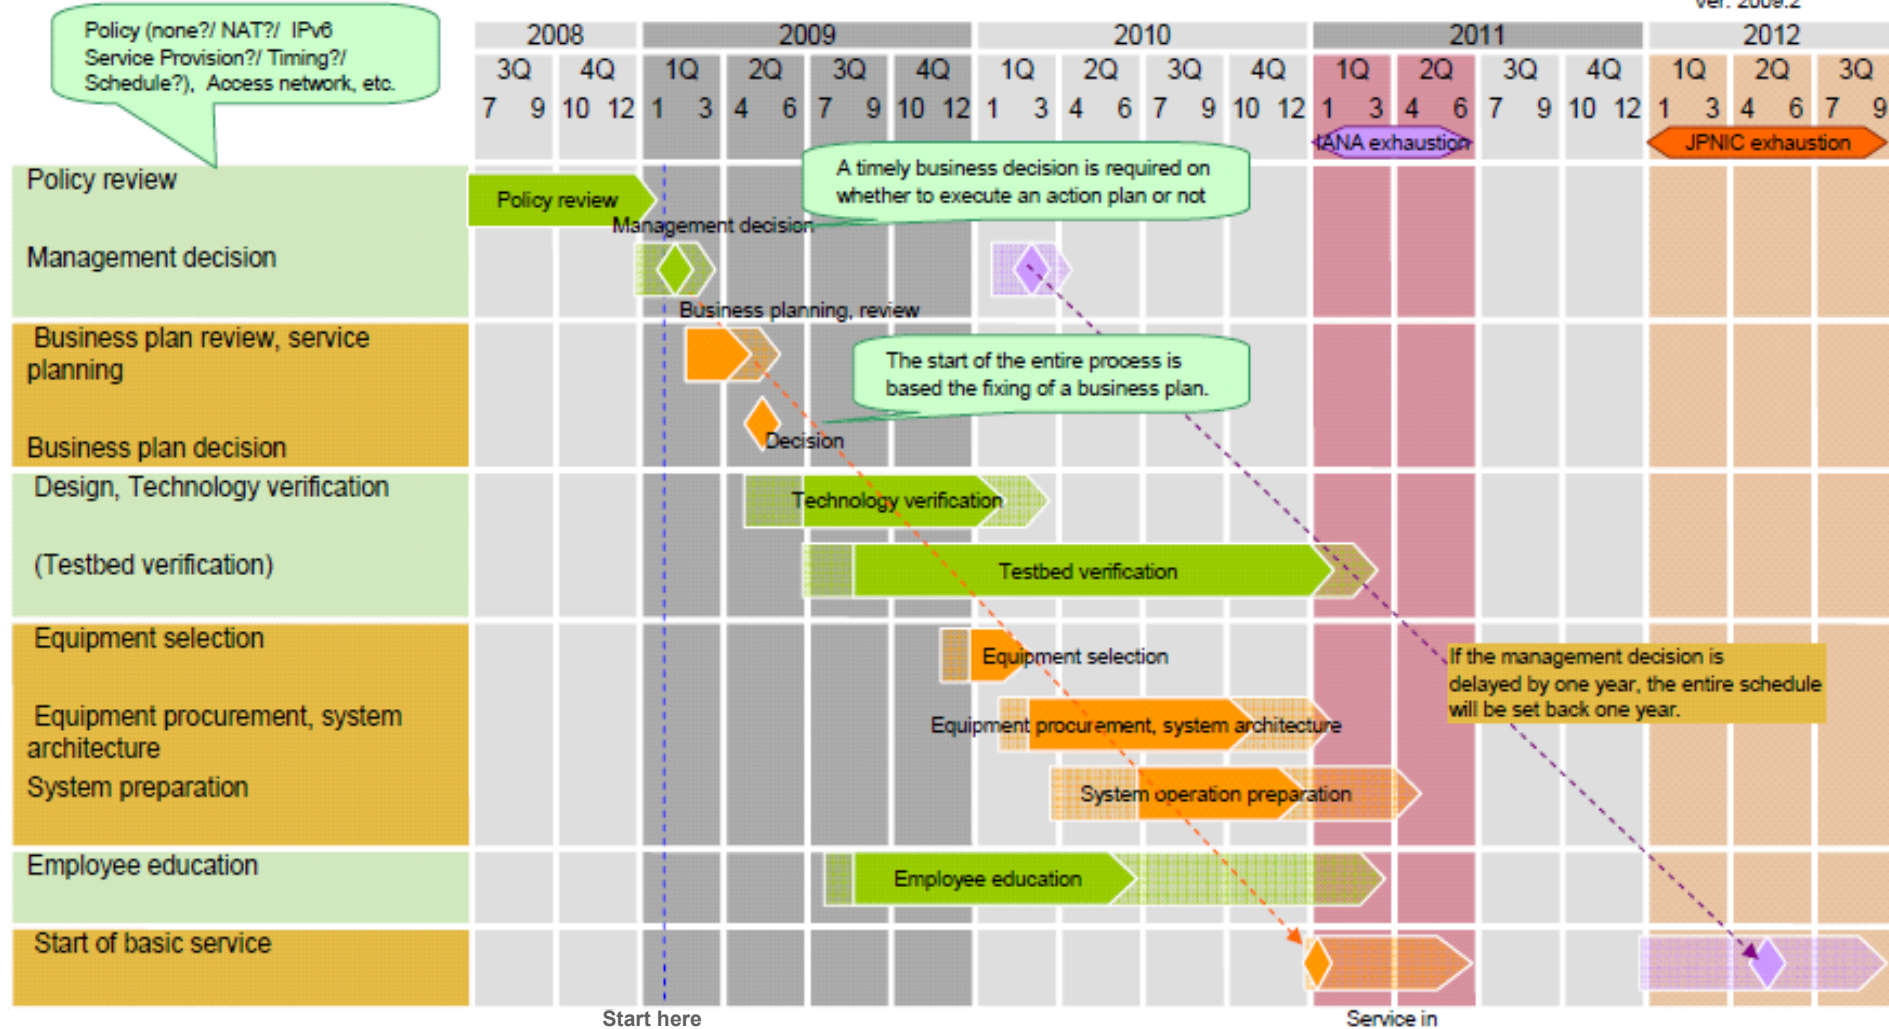 ver. 2009.2
Policy (none?/ NAT?/ IPv6
Service Provision?/ Timing?/
Schedule?), Access network, etc.
2008 2009 2010 2011 2012
3Q 4Q 1Q 2Q 3Q 4Q 1Q 2Q 3Q 4Q 1Q 2Q 3Q 4Q 1Q 2Q 3Q
7 9 10 12 1 3 4 6 7 9 10 12 1 3 4 6 7 9 10 12 1 3 4 6 7 9 10 12 1 3 4 6 7 9
IANA exhaustion
JPNIC exhaustion
Policy review
Policy review
A timely business decision is required on
whether to execute an action plan or not
Management decision
Management decision
Business planning, review
Business plan review, service
planning
The start of the entire process is
based the fixing of a business plan.
Business plan decision
Decision
Design, Technology verification
Technology verification
(Testbed verification)
Testbed verification
Equipment selection
Equipment selection
If the management decision is
delayed by one year, the entire schedule
will be set back one year.
Equipment procurement, system
architecture
Equipment procurement, system architecture
System preparation
System operation preparation
Employee education
Employee education
Start of basic service
Start here
Service in